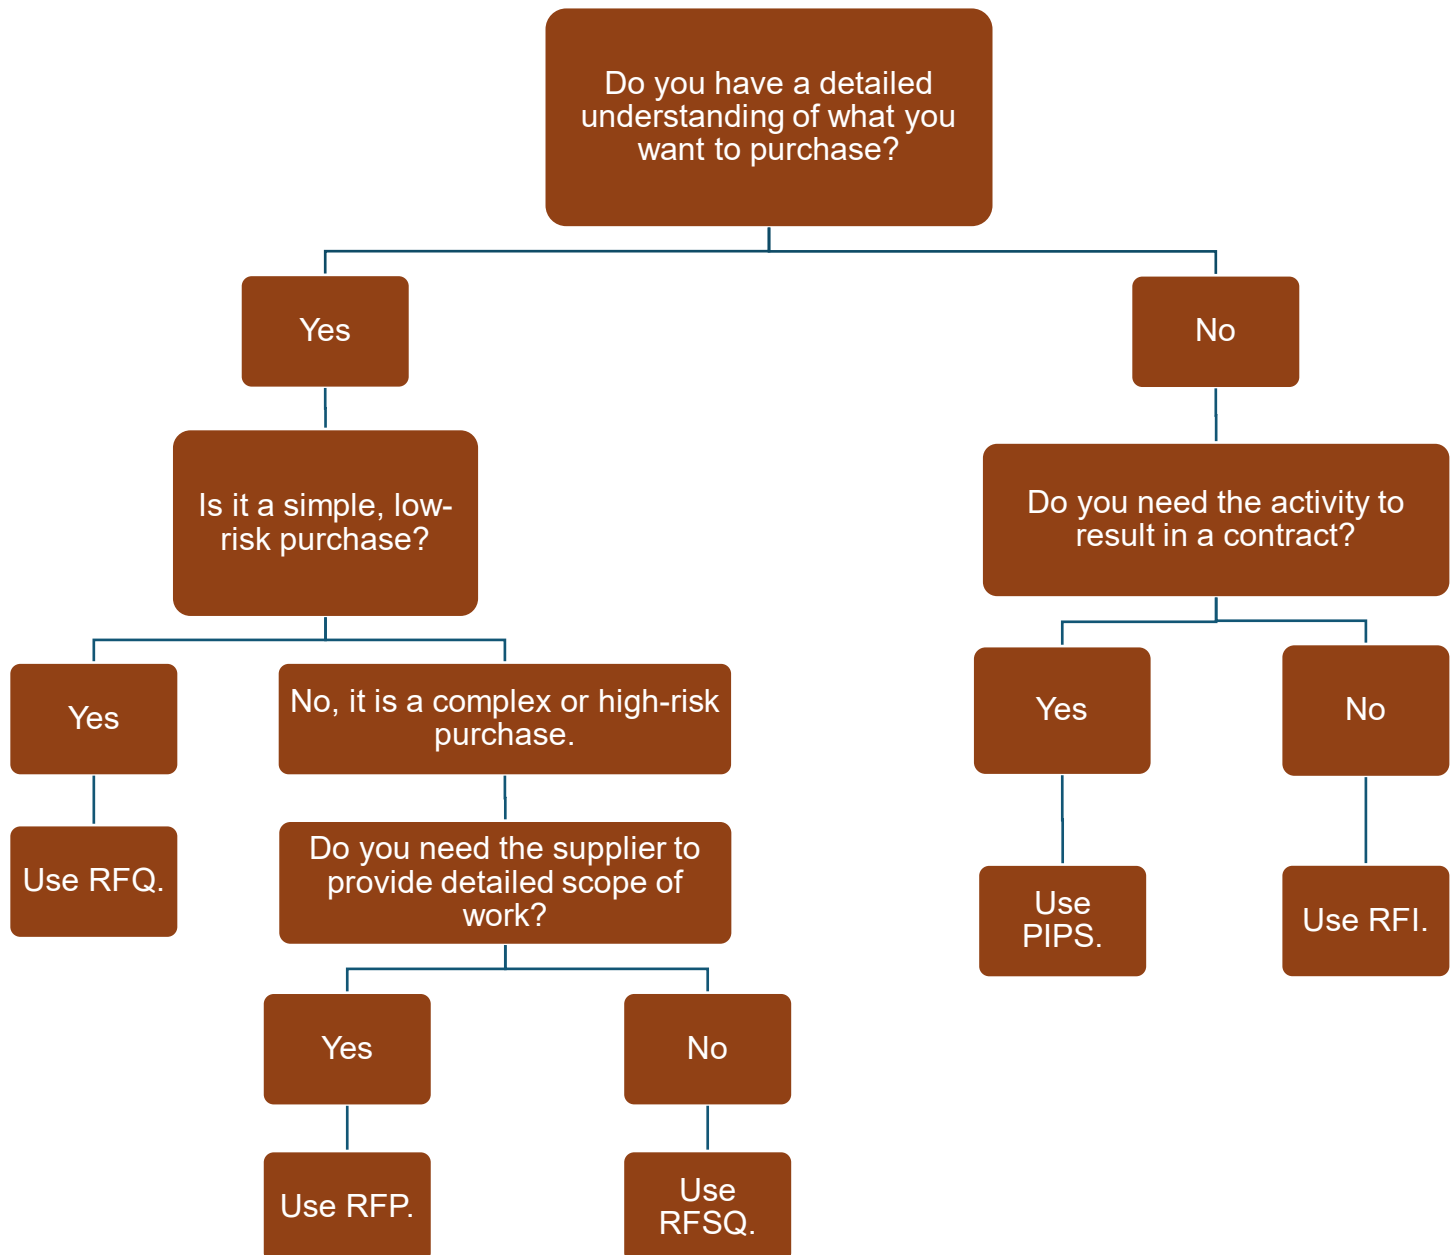 Do you have a detailed
understanding of what you
want to purchase?
Yes
No
Is it a simple, low-
risk purchase?
Do you need the activity to
result in a contract?
Yes
No, it is a complex or high-risk
purchase.
Yes
No
Use RFQ.
Do you need the supplier to
provide detailed scope of
work?
Use
PIPS.
Use RFI.
Yes
No
Use RFP.
Use
RFSQ.